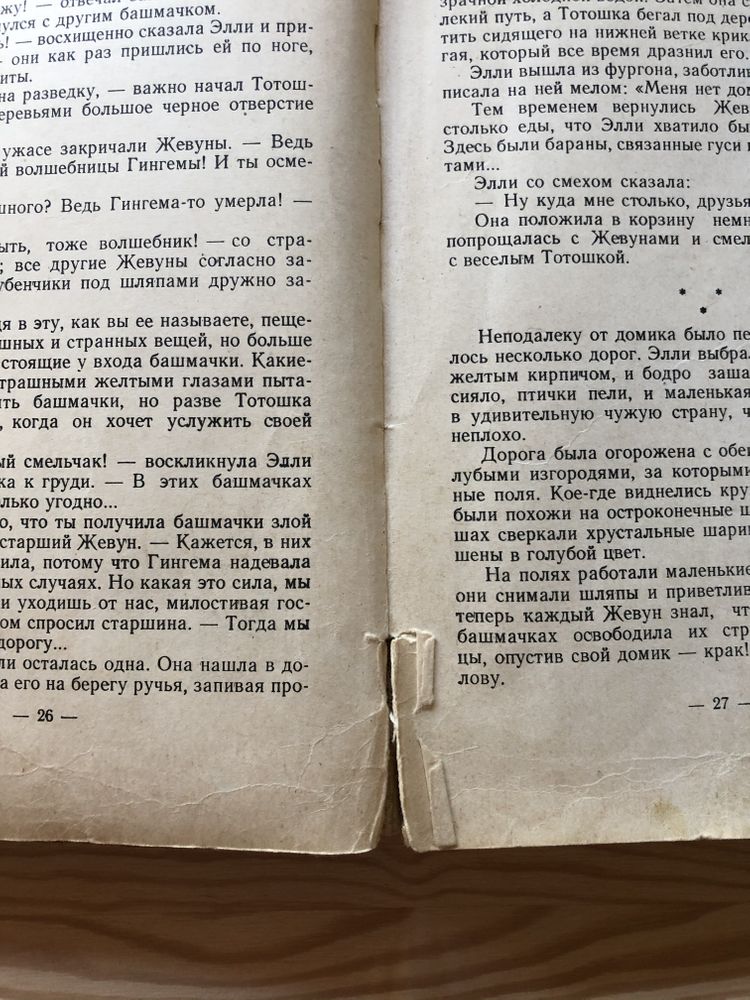 жу! — отвечал
нулся с другим башмачком.
ь! — восхищенно сказала Элли и при-
они как раз пришлись ей по ноге,
иты.
на разведку, — важно начал Тотош-
еревьями большое черное отверстие
ужасе закричали Жевуны. — Ведь
й волшебницы Гингемы! И ты осме-
шного? Ведь Гингема-то умерла! —
ыть, тоже волшебник! — со стра-
; все другие Жевуны согласно за-
убенчики под шляпами дружно за-
дя в эту, как вы ее называете, пеще-
шных и странных вещей, но больше
стоящие у входа башмачки. Какие-
трашными желтыми глазами пыта-
ть башмачки, но разве Тотошка
, когда он хочет услужить своей
ый смельчак! — воскликнула Элли
ка к груди. — В этих башмачках
лько угодно...
о, что ты получила башмачки злой
старший Жевун. — Кажется, в них
ила, потому что Гингема надевала
ых случаях. Но какая это сила, мы
и уходишь от нас, милостивая гос-
ом спросил старшина. — Тогда мы
дорогу...
ли осталась одна. Она нашла в до-
а его на берегу ручья, запивая про-
— 26 —
зрачной холодной водой. Затем она с
лекий путь, а Тотошка бегал под дер
тить сидящего на нижней ветке крик
гая, который все время дразнил его.
Элли вышла из фургона, заботли
писала на ней мелом: «Меня нет дом
Тем временем вернулись Жев
столько еды, что Элли хватило бы
Здесь были бараны, связанные гуси и
тами...
Элли со смехом сказала:
— Ну куда мне столько, друзья
Она положила в корзину немн
попрощалась с Жевунами и смел
с веселым Тотошкой.
* *
*
Неподалеку от домика было пе
лось несколько дорог. Элли выбра
желтым кирпичом, и бодро заша
сияло, птички пели, и маленькая
в удивительную чужую страну, ч
неплохо.
Дорога была огорожена с обеи
лубыми изгородями, за которыми
ные поля. Кое-где виднелись кру
были похожи на остроконечные ш
шах сверкали хрустальные шари
шены в голубой цвет.
На полях работали маленькие
они снимали шляпы и приветлив
теперь каждый Жевун знал, чт
башмачках освободила их стр
цы, опустив свой домик — крак!
лову.
— 27 —